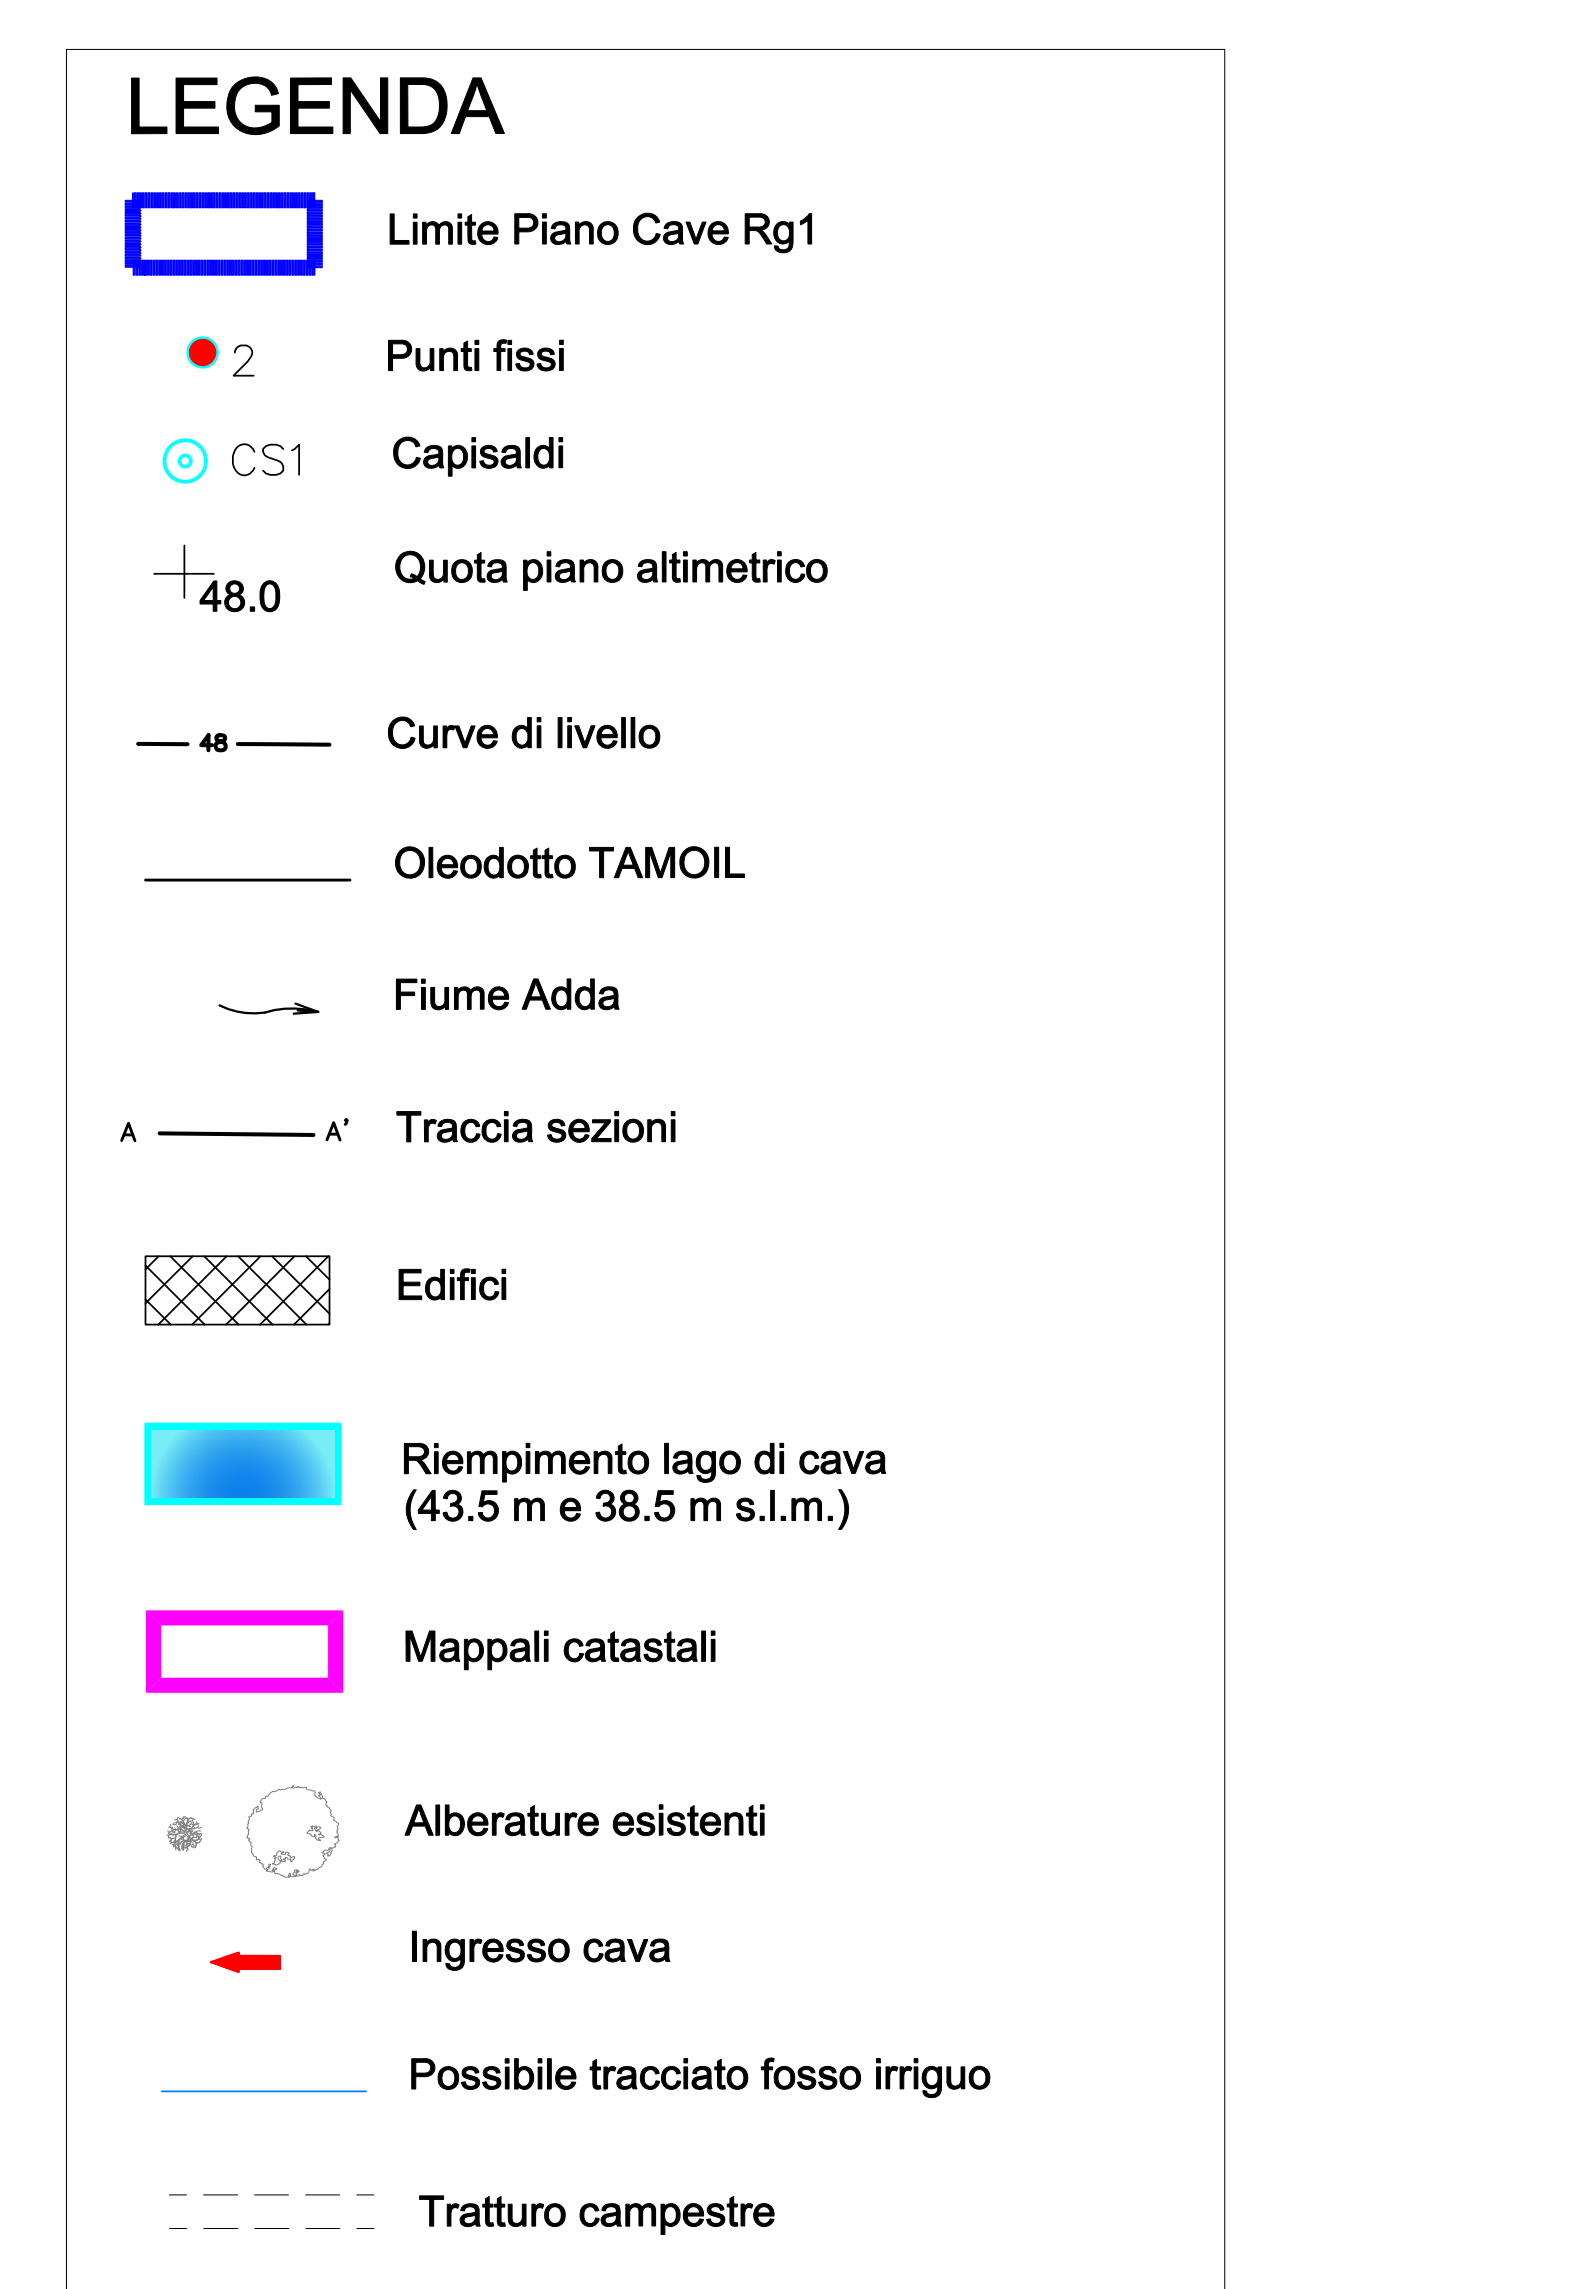 LEGENDA
Limite Piano Cave Rg1
2 Punti fissi
CS1 Capisaldi
48.0 Quota piano altimetrico
48 Curve di livello
Oleodotto TAMOIL
Fiume Adda
A A' Traccia sezioni
Edifici
Riempimento lago di cava
(43.5 m e 38.5 m s.l.m.)
Mappali catastali
Alberature esistenti
Ingresso cava
Possibile tracciato fosso irriguo
Tratturo campestre